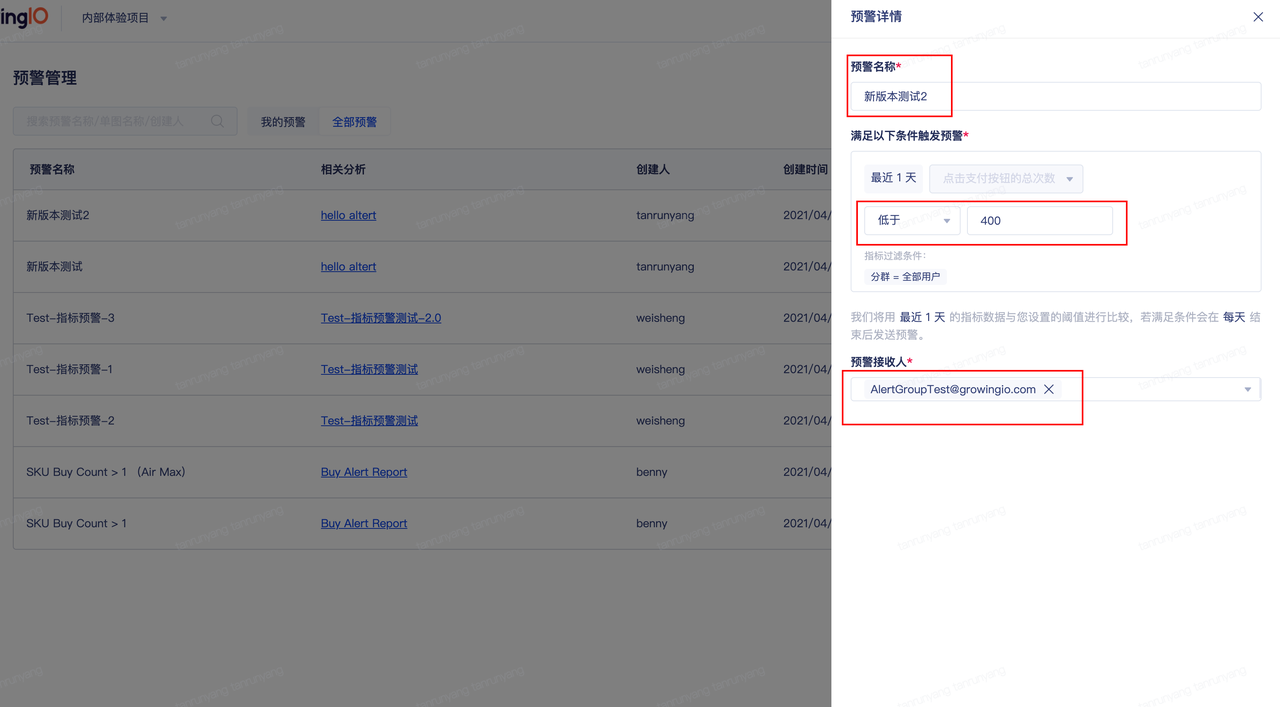 ingIO
内部体验项目
预警管理
搜索预警名称/单图名称/创建人
我的预警
全部预警
预警名称 相关分析 创建人 创建时间
新版本测试2 hello altert tanrunyang 2021/04/
新版本测试 hello altert tanrunyang 2021/04/
Test-指标预警-3 Test-指标预警测试-2.0 weisheng 2021/04/
Test-指标预警-1 Test-指标预警测试 weisheng 2021/04/
Test-指标预警-2 Test-指标预警测试 weisheng 2021/04/
SKU Buy Count > 1 （Air Max） Buy Alert Report benny 2021/04/
SKU Buy Count > 1 Buy Alert Report benny 2021/04/
预警详情
预警名称*
新版本测试2
满足以下条件触发预警*
最近 1 天 点击支付按钮的总次数
低于 400
指标过滤条件：
分群 = 全部用户
我们将用 最近 1 天 的指标数据与您设置的阈值进行比较，若满足条件会在 每天 结
束后发送预警。
预警接收人*
AlertGroupTest@growingio.com
tanrunyang tanrunyang